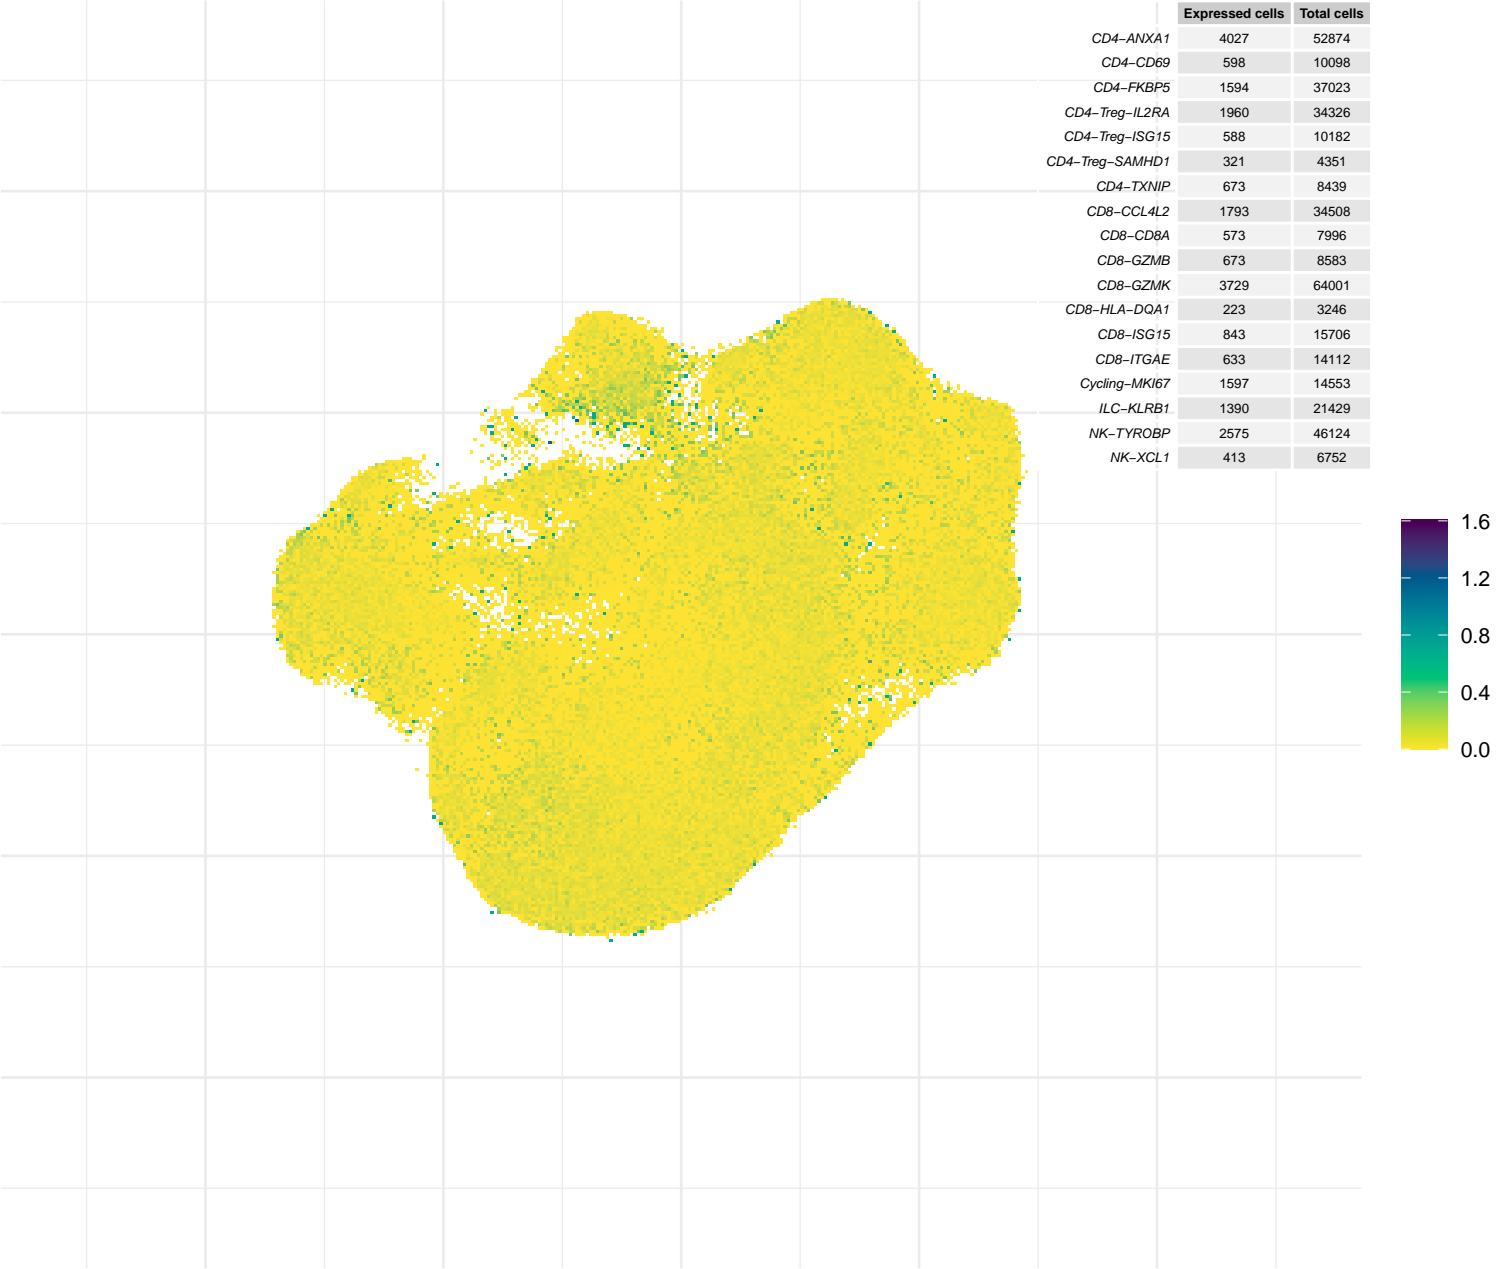 Expressed cells Total cells
CD4−ANXA1 4027 52874
CD4−CD69 598 10098
CD4−FKBP5 1594 37023
CD4−Treg−IL2RA 1960 34326
CD4−Treg−ISG15 588 10182
CD4−Treg−SAMHD1 321 4351
CD4−TXNIP 673 8439
CD8−CCL4L2 1793 34508
CD8−CD8A 573 7996
CD8−GZMB 673 8583
CD8−GZMK 3729 64001
CD8−HLA−DQA1 223 3246
CD8−ISG15 843 15706
CD8−ITGAE 633 14112
Cycling−MKI67 1597 14553
ILC−KLRB1 1390 21429
NK−TYROBP 2575 46124
NK−XCL1 413 6752
1.6
1.2
0.8
0.4
0.0